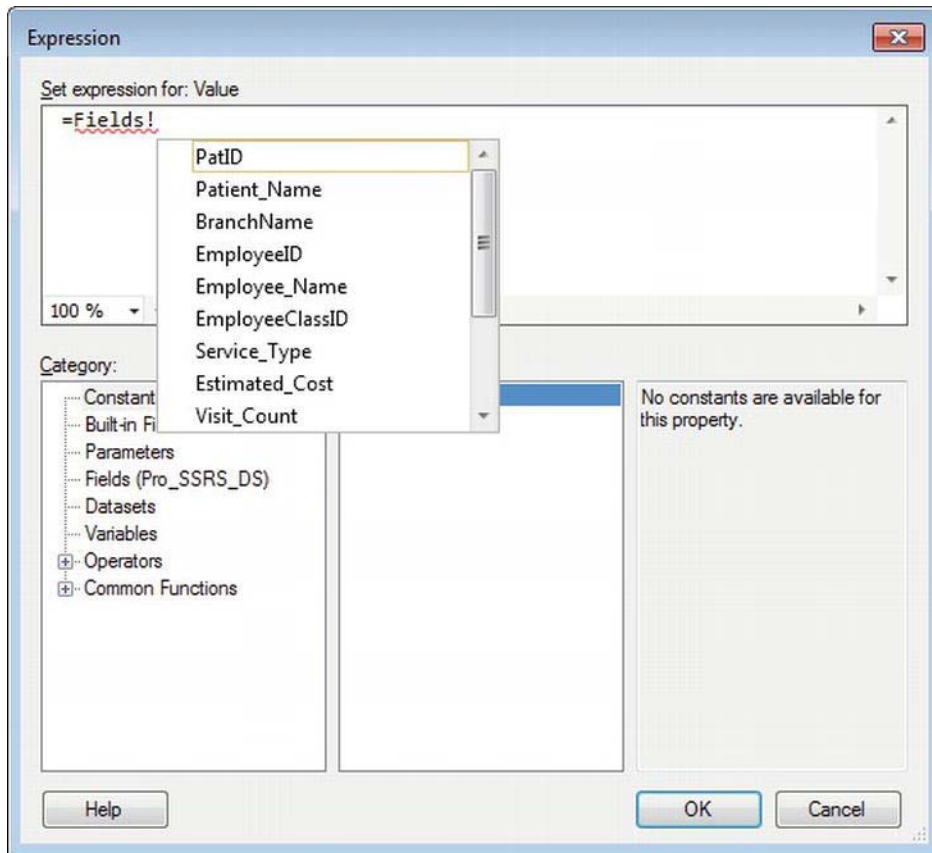 Expression
Set expression for: Value
=Fields!
PatID
Patient_Name
BranchName
EmployeeID
Employee_Name
EmployeeClassID
Service_Type
Estimated_Cost
Visit_Count
100 %
Category:
Constant
Built-in Fi
Parameters
Fields (Pro_SSRS_DS)
Datasets
Variables
Operators
Common Functions
No constants are available for
this property.
Help
OK
Cancel